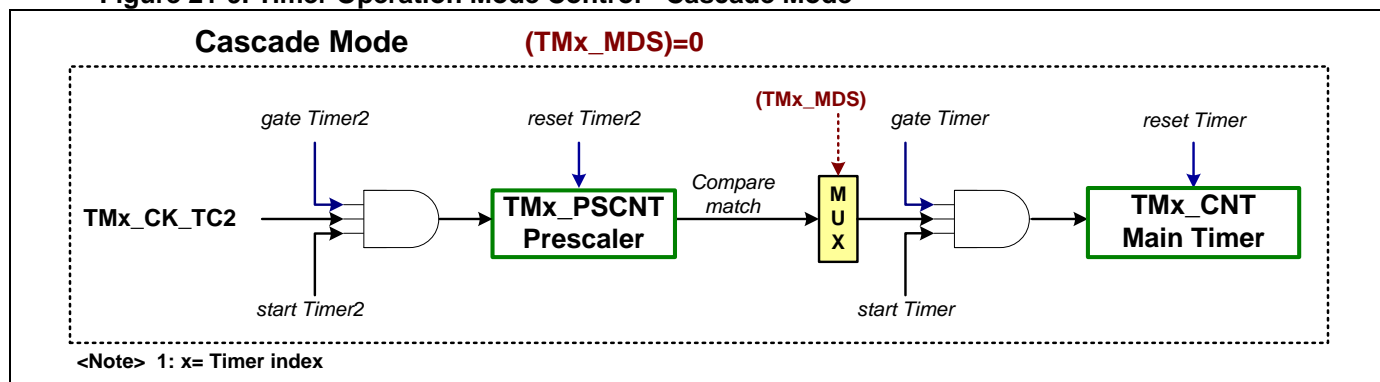 Cascade Mode (TMx_MDS)=0
(TMx_MDS)
gate Timer2
reset Timer2
gate Timer
reset Timer
TMx_CK_TC2
TMx_PSCNT
Prescaler
Compare
match
M
U
X
TMx_CNT
Main Timer
start Timer2
start Timer
<Note> 1: x= Timer index